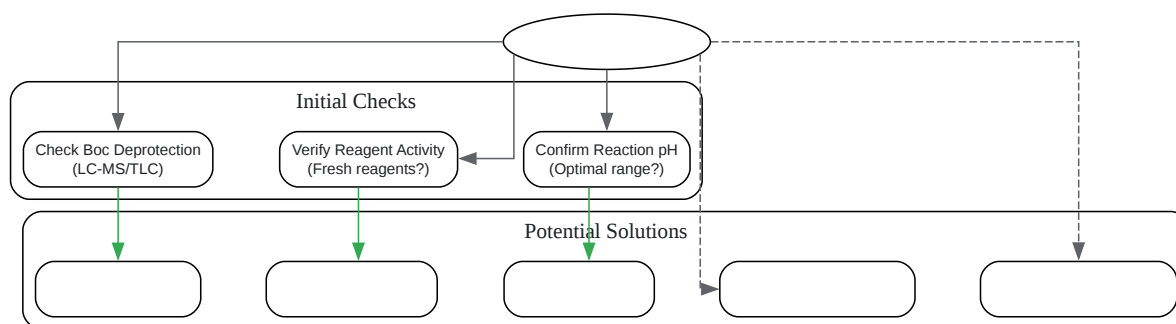 Initial Checks
Check Boc Deprotection
(LC-MS/TLC)
Verify Reagent Activity
(Fresh reagents?)
Confirm Reaction pH
(Optimal range?)
Potential Solutions